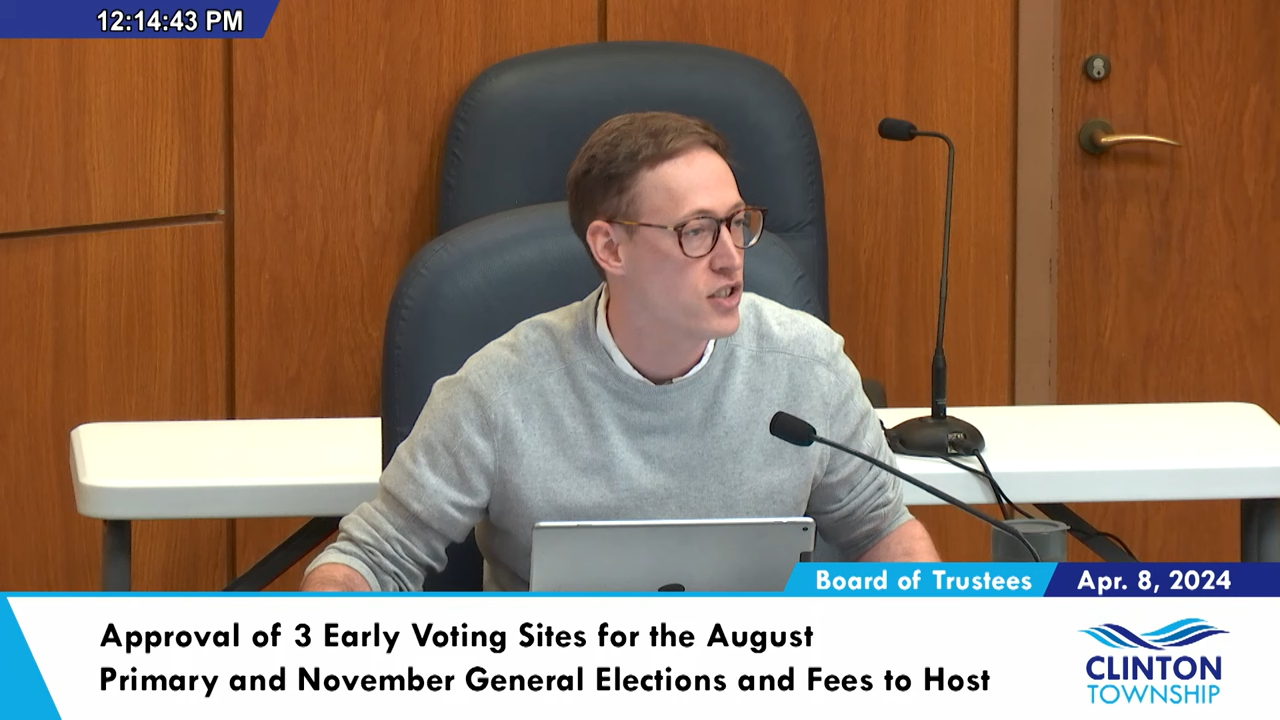 12:14:43 PM
Board of Trustees
Apr. 8, 2024
Approval of 3 Early Voting Sites for the August
Primary and November General Elections and Fees to Host
CLINTON
TOWNSHIP